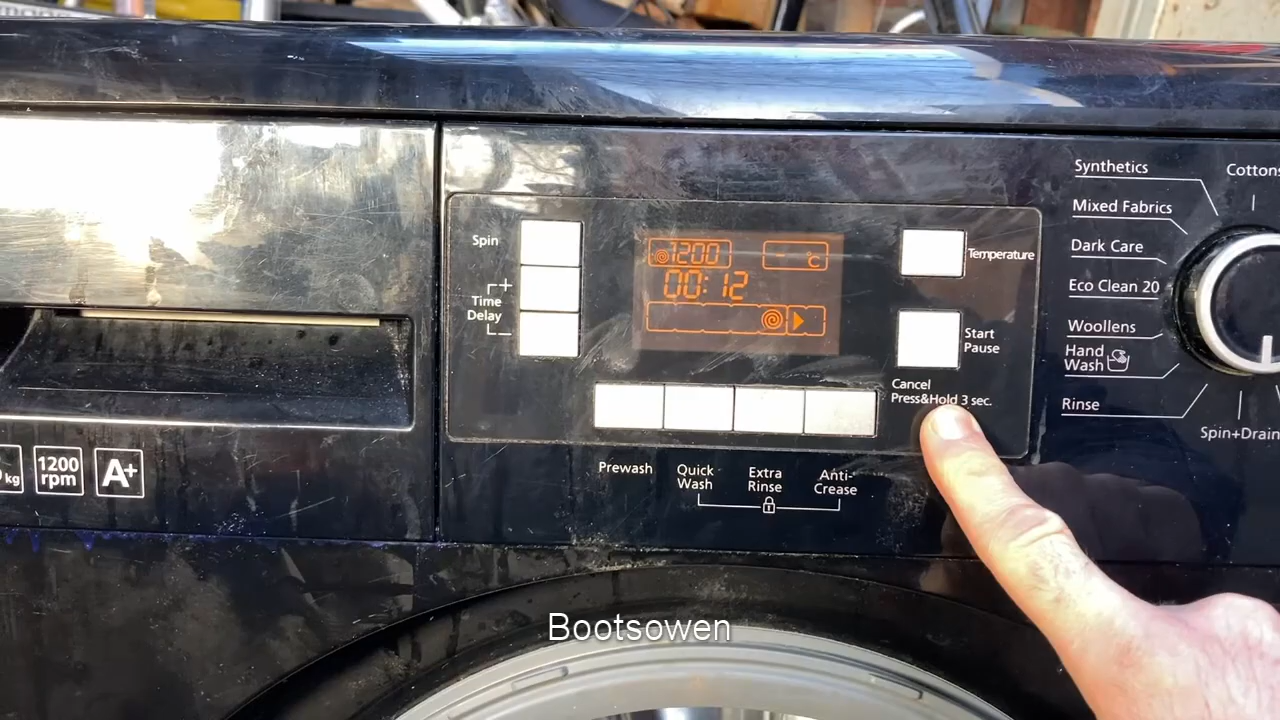 Synthetics
Cottons
Mixed Fabrics
Dark Care
Eco Clean 20
Woollens
Hand
Wash
Rinse
Spin+Drain
Spin
+
Time
Delay
-
1200
- °C
00:12
Temperature
Start
Pause
Cancel
Press&Hold 3 sec.
Prewash
Quick
Wash
Extra
Rinse
Anti-
Crease
kg
1200
rpm
A+
Bootsowen